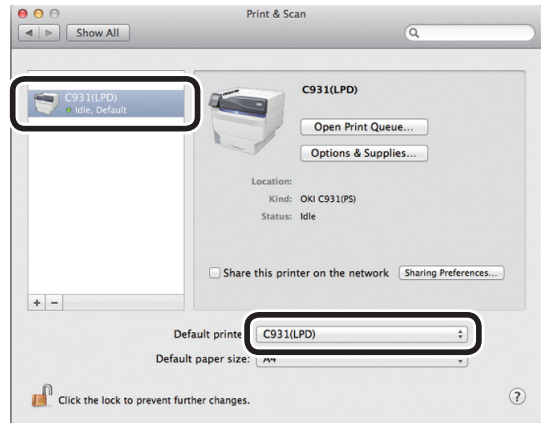 Print & Scan
Show All
C931(LPD)
Idle, Default
C931(LPD)
Open Print Queue...
Options & Supplies...
Location:
Kind: OKI C931(PS)
Status: Idle
Share this printer on the network Sharing Preferences...
+ −
Default printe C931(LPD)
Default paper size: A4
Click the lock to prevent further changes. ?